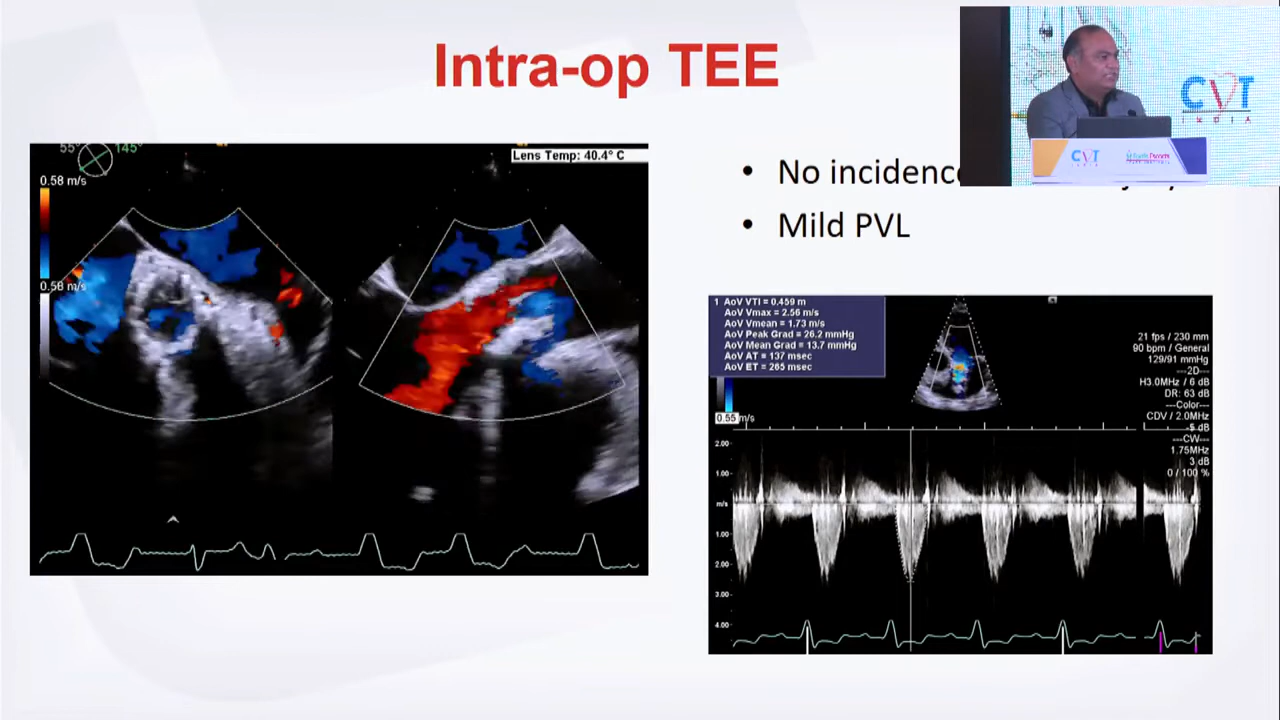 Intra-op TEE
CVT
INDIA
CVT
55° 145°
Lens Temp: 40.4° C
0.58 m/s
0.58 m/s
• No incidence
• Mild PVL
1 AoV VTI = 0.459 m
AoV Vmax = 2.56 m/s
AoV Vmean = 1.73 m/s
AoV Peak Grad = 26.2 mmHg
AoV Mean Grad = 13.7 mmHg
AoV AT = 137 msec
AoV ET = 265 msec
0.55 m/s
21 fps / 230 mm
90 bpm / General
129/91 mmHg
---2D---
H3.0MHz / 6 dB
DR: 63 dB
---Color---
CDV / 2.0MHz
-5 dB
---CW---
1.75MHz
3 dB
0 / 100 %
2.00
1.00
m/s
1.00
2.00
3.00
4.00